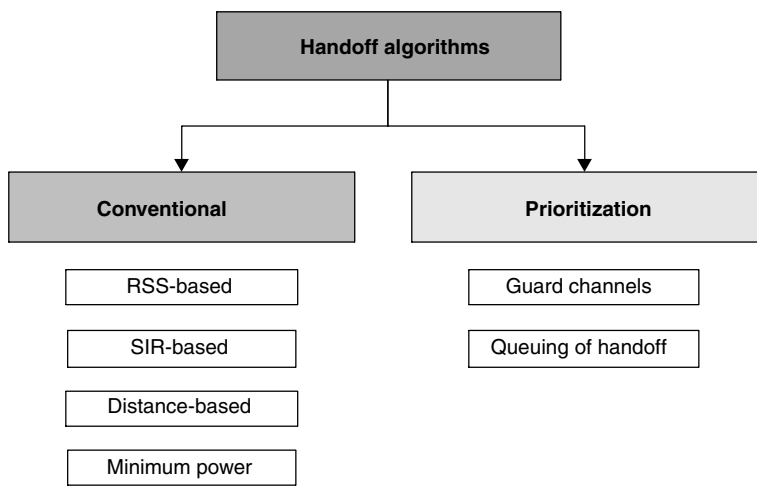 Handoff algorithms
Conventional
Prioritization
RSS-based
Guard channels
SIR-based
Queuing of handoff
Distance-based
Minimum power